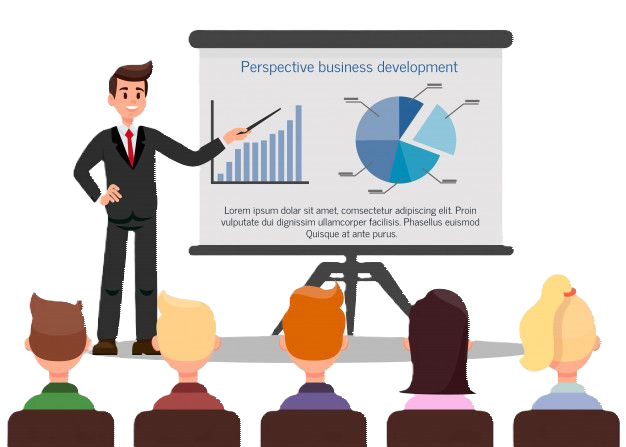 Perspective business development
Lorem ipsum dolar sit amet, comsectetur adipiscing elit. Proin
vulputate dui dignissim ullamcorper facilisis. Phasellus euismod
Quisque at ante purus.